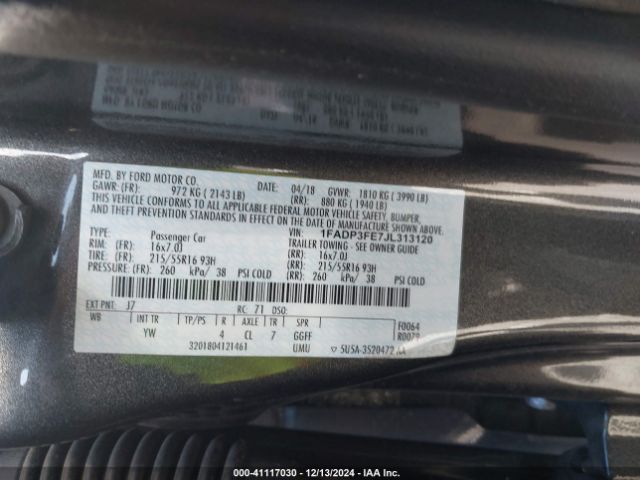 MFD. BY FORD MOTOR CO.
DATE: 04/18 GVWR: 1810 KG ( 3990 LB)
GAWR: (FR): 972 KG ( 2143 LB) (RR): 880 KG ( 1940 LB)
THIS VEHICLE CONFORMS TO ALL APPLICABLE FEDERAL MOTOR VEHICLE SAFETY, BUMPER,
AND THEFT PREVENTION STANDARDS IN EFFECT ON THE DATE OF MANUFACTURE SHOWN ABOVE.
VIN: 1FADP3FE7JL313120
TYPE: Passenger Car TRAILER TOWING - SEE OWNER GUIDE
RIM: (FR): 16x7.0J (RR): 16x7.0J
TIRE (FR): 215/55R16 93H (RR): 215/55R16 93H
PRESSURE: (FR): 260 kPa/ 38 PSI COLD (RR): 260 kPa/ 38 PSI COLD
EXT PNT: J7 RC: 71 DSO:
WB INT TR TP/PS R AXLE TR SPR F0064
YW 4 CL 7 GGFF
3201804121461 UMU
000-41117030 - 12/13/2024 - IAA Inc.